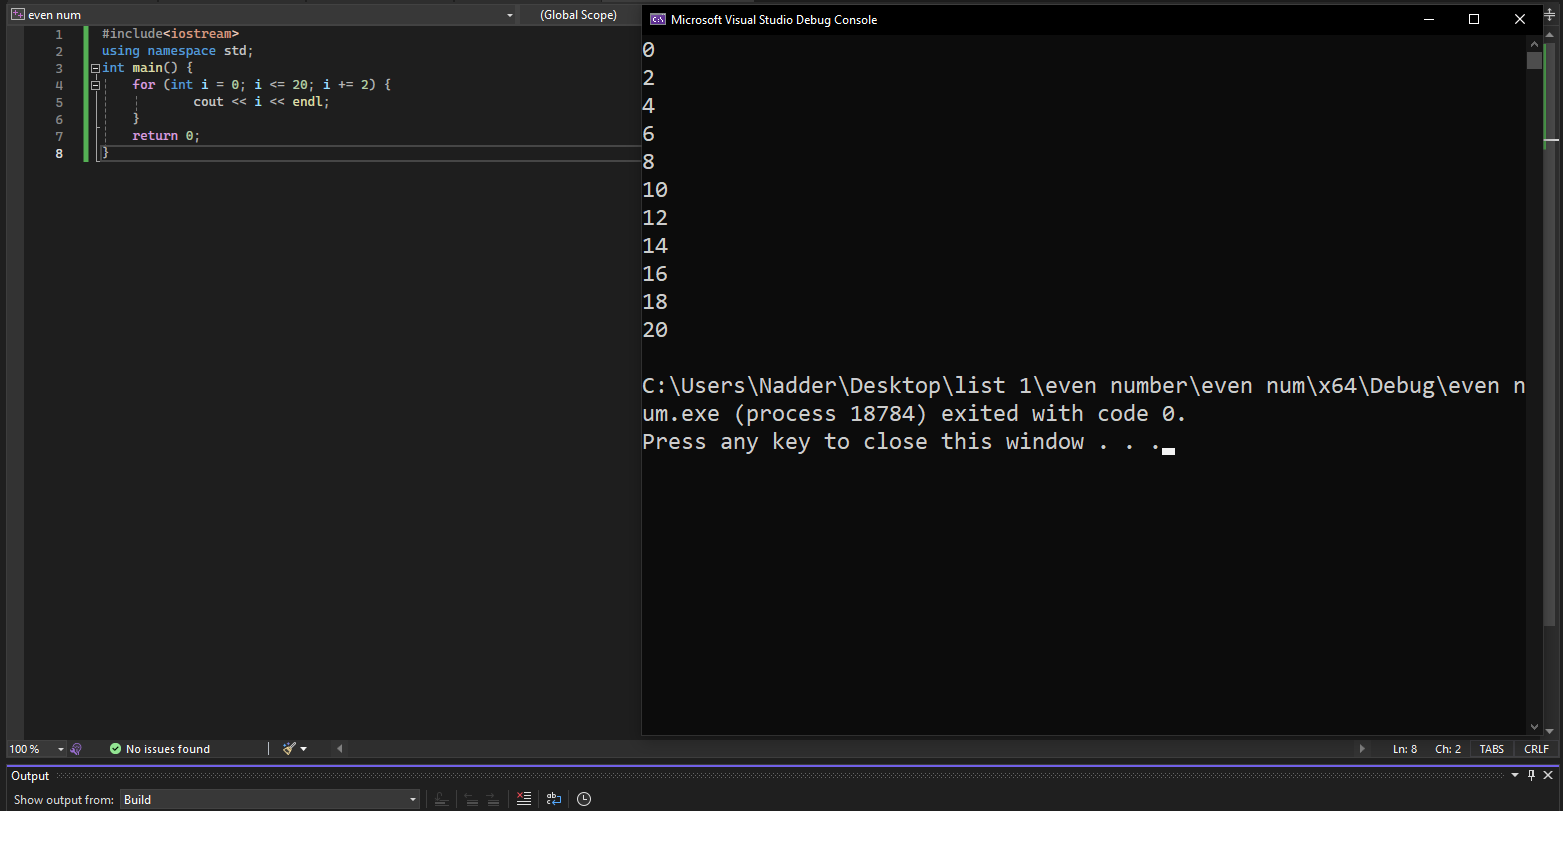 even num
(Global Scope)
1 #include<iostream>
2 using namespace std;
3 int main() {
4 for (int i = 0; i <= 20; i += 2) {
5 cout << i << endl;
6 }
7 return 0;
8 }
Microsoft Visual Studio Debug Console
0
2
4
6
8
10
12
14
16
18
20
C:\Users\Nadder\Desktop\list 1\even number\even num\x64\Debug\even n
um.exe (process 18784) exited with code 0.
Press any key to close this window . . .
100 % No issues found Ln: 8 Ch: 2 TABS CRLF
Output
Show output from: Build